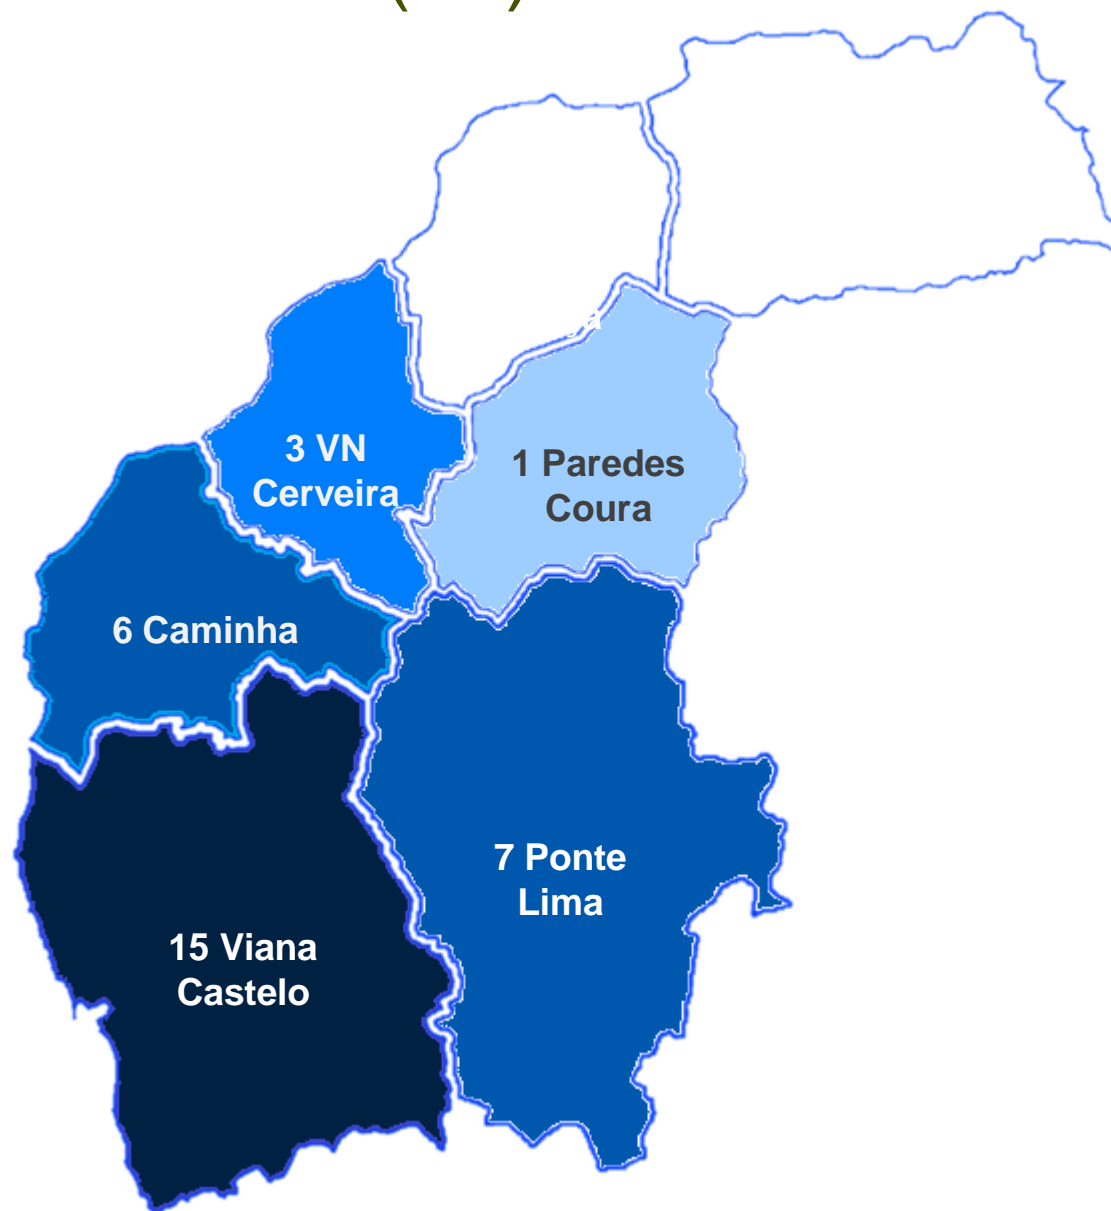 3 VN
Cerveira
1 Paredes
Coura
6 Caminha
7 Ponte
Lima
15 Viana
Castelo